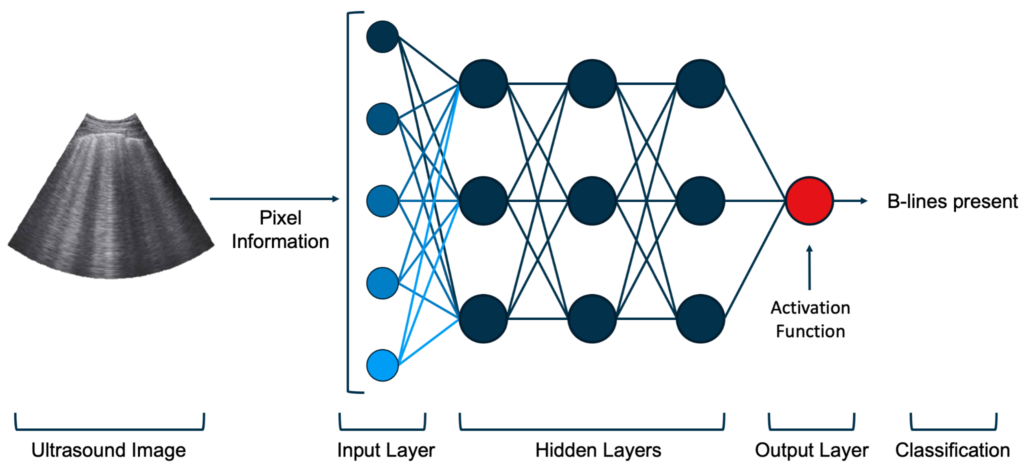 Pixel
Information
B-lines present
Activation
Function
Ultrasound Image
Input Layer
Hidden Layers
Output Layer
Classification